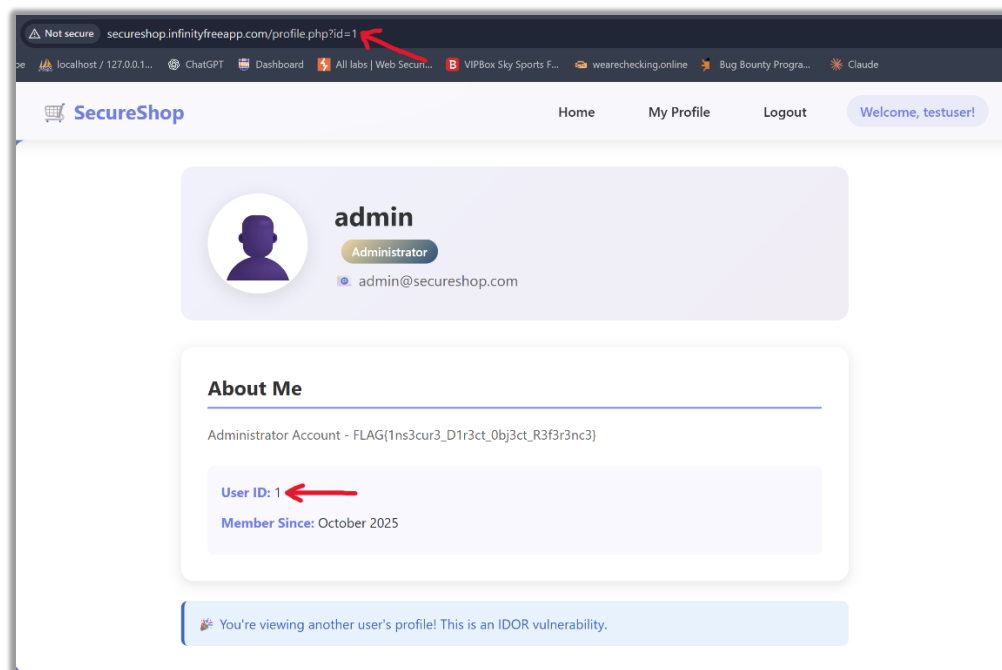 Not secure secureshop.infinityfreeapp.com/profile.php?id=1
pe localhost / 127.0.0.1... ChatGPT Dashboard All labs | Web Securi... VIPBox Sky Sports F... wearechecking.online Bug Bounty Progra... Claude
SecureShop Home My Profile Logout Welcome, testuser!
admin
Administrator
admin@secureshop.com
About Me
Administrator Account - FLAG{1ns3cur3_D1r3ct_0bj3ct_R3f3r3nc3}
User ID: 1
Member Since: October 2025
You're viewing another user's profile! This is an IDOR vulnerability.